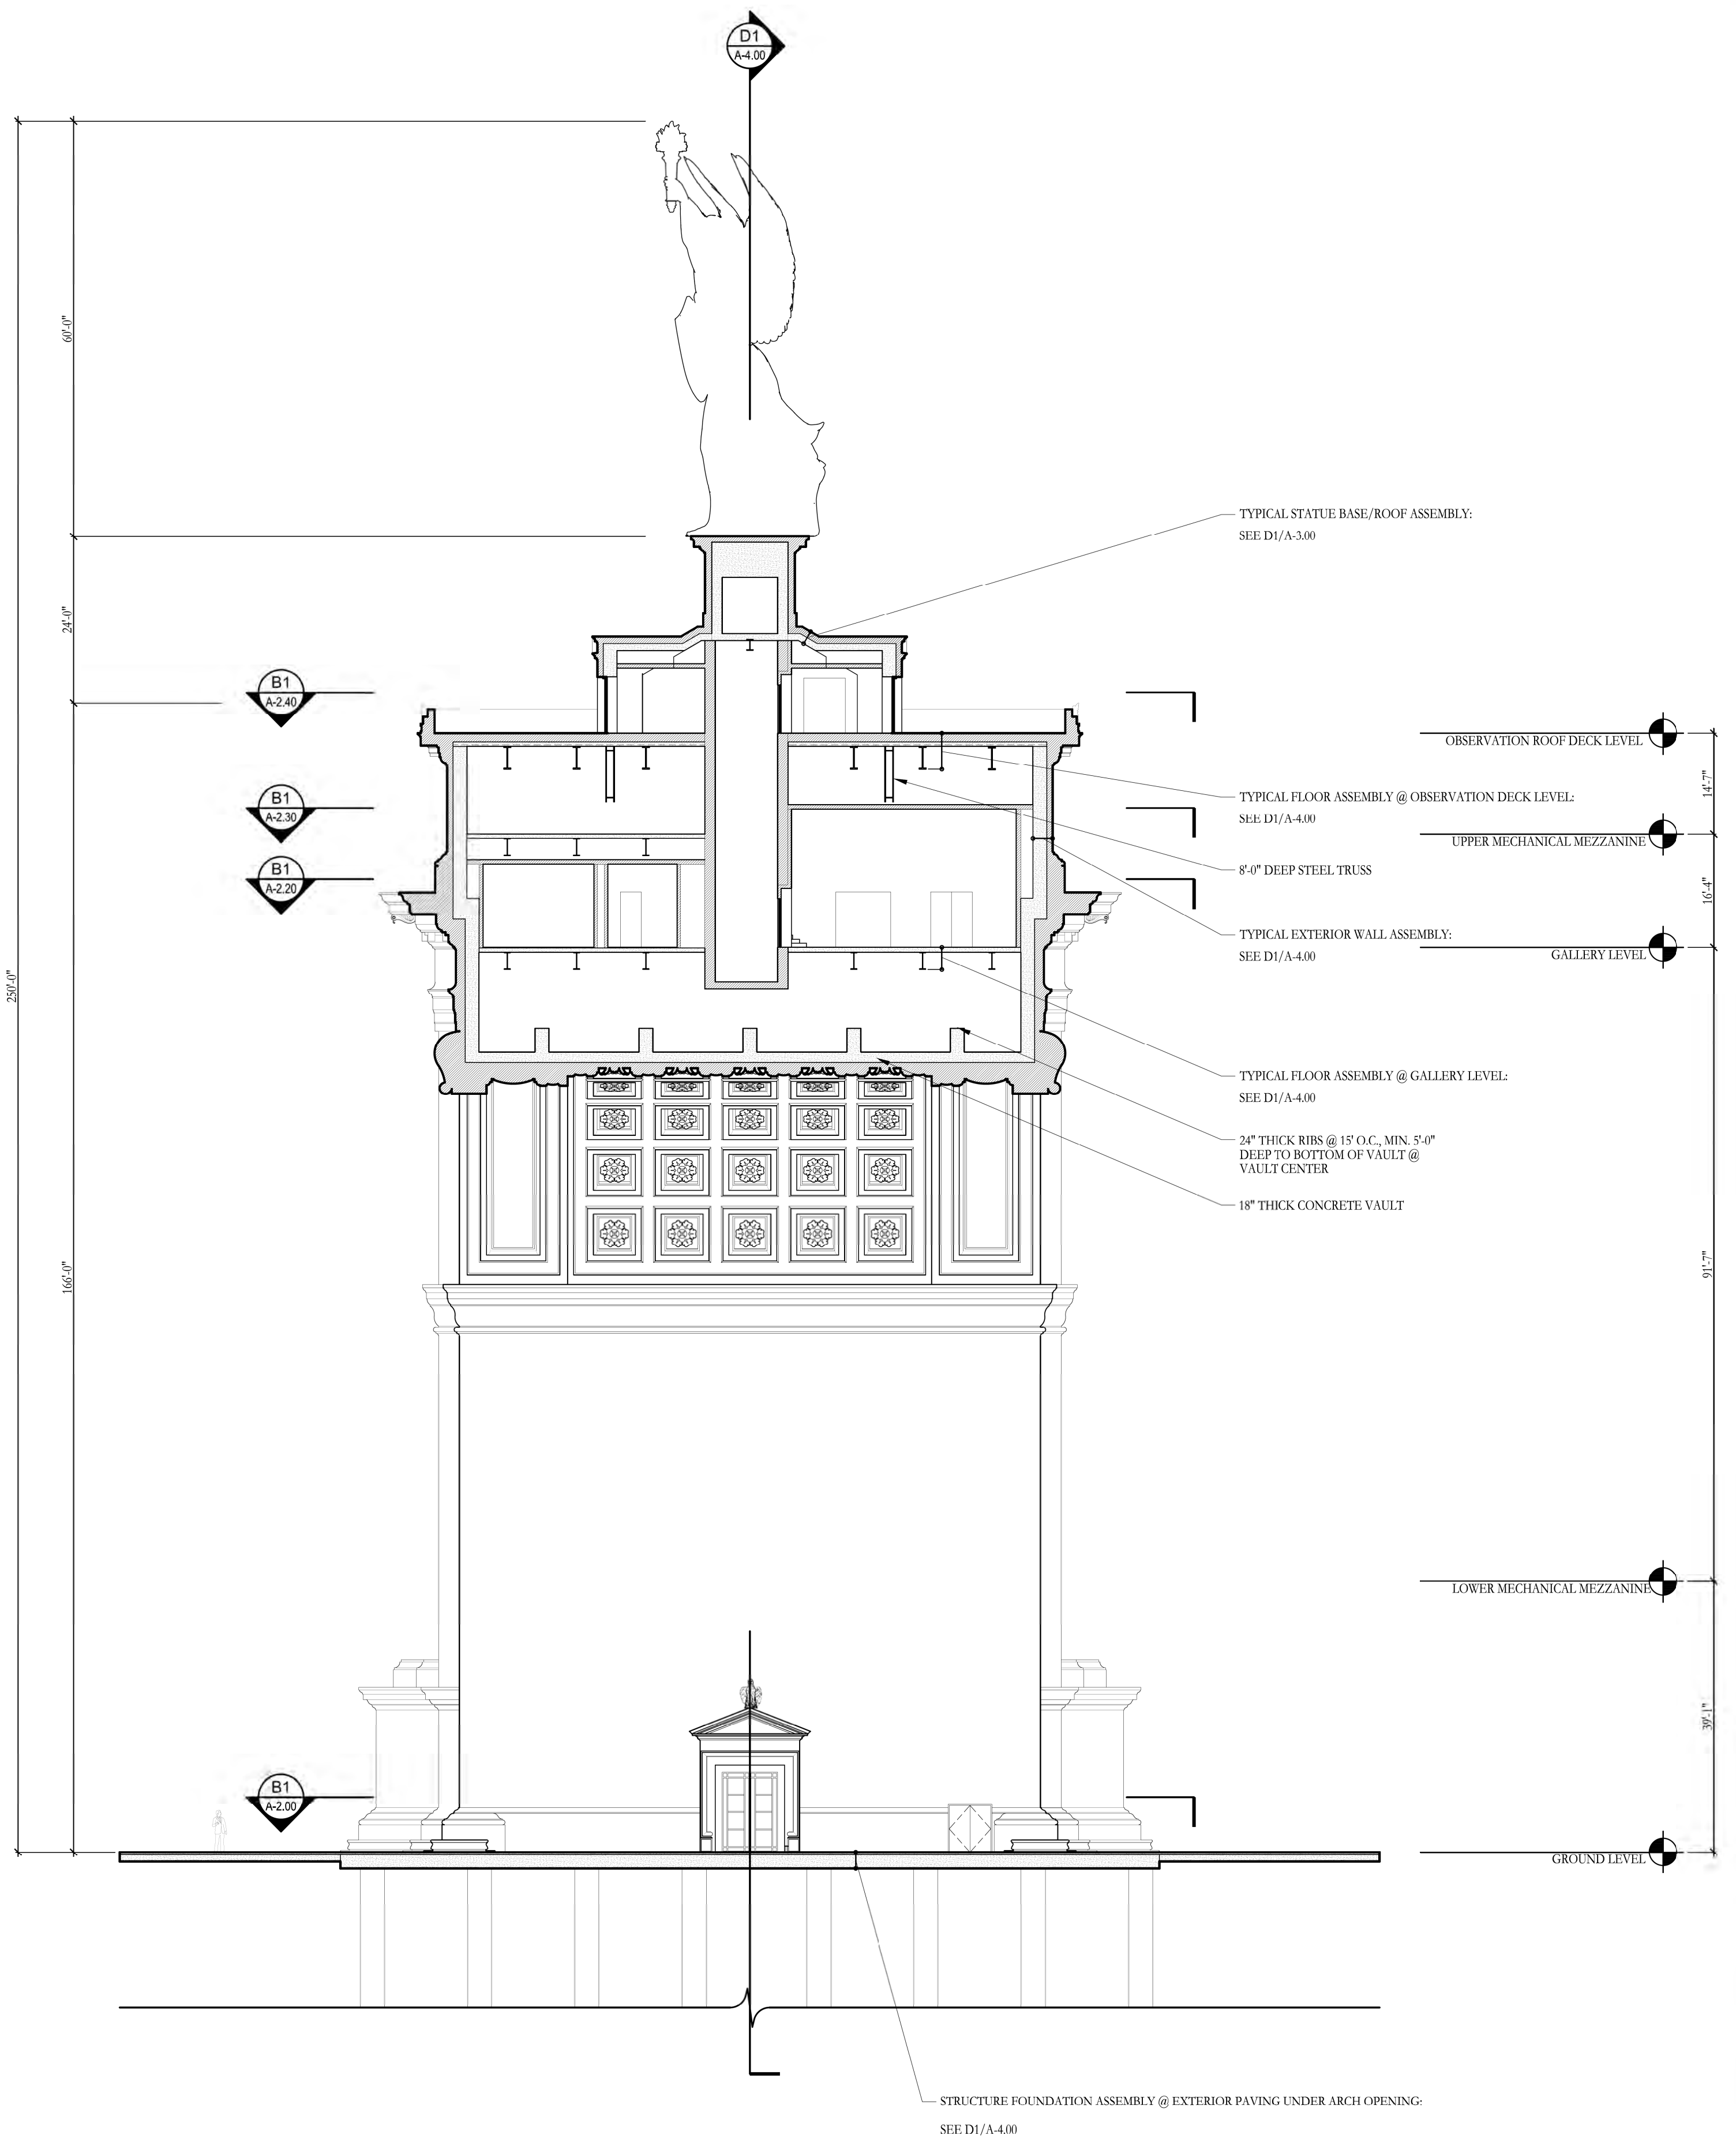 D1
A-4.00
60'-0"
TYPICAL STATUE BASE/ROOF ASSEMBLY:
SEE D1/A-3.00
24'-0"
B1
A-2.40
OBSERVATION ROOF DECK LEVEL
14'-7"
B1
A-2.30
TYPICAL FLOOR ASSEMBLY @ OBSERVATION DECK LEVEL:
SEE D1/A-4.00
UPPER MECHANICAL MEZZANINE
B1
A-2.20
8'-0" DEEP STEEL TRUSS
16'-4"
TYPICAL EXTERIOR WALL ASSEMBLY:
SEE D1/A-4.00
GALLERY LEVEL
250'-0"
TYPICAL FLOOR ASSEMBLY @ GALLERY LEVEL:
SEE D1/A-4.00
24" THICK RIBS @ 15' O.C., MIN. 5'-0"
DEEP TO BOTTOM OF VAULT @
VAULT CENTER
18" THICK CONCRETE VAULT
166'-0"
91'-7"
LOWER MECHANICAL MEZZANINE
39'-1"
B1
A-2.00
GROUND LEVEL
STRUCTURE FOUNDATION ASSEMBLY @ EXTERIOR PAVING UNDER ARCH OPENING:
SEE D1/A-4.00